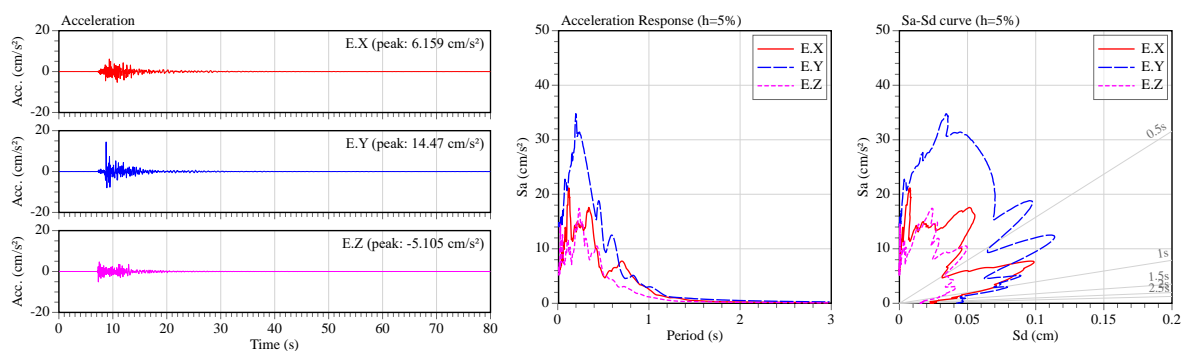 Acceleration
20
0
-20
Acc. (cm/s²)
E.X (peak: 6.159 cm/s²)
20
0
-20
Acc. (cm/s²)
E.Y (peak: 14.47 cm/s²)
20
0
-20
Acc. (cm/s²)
E.Z (peak: -5.105 cm/s²)
0 10 20 30 40 50 60 70 80
Time (s)
Acceleration Response (h=5%)
50
40
30
20
10
0
Sa (cm/s²)
E.X
E.Y
E.Z
0 1 2 3
Period (s)
Sa-Sd curve (h=5%)
50
40
30
20
10
0
Sa (cm/s²)
E.X
E.Y
E.Z
0.5s
1s
1.5s
2.5s
0 0.05 0.1 0.15 0.2
Sd (cm)